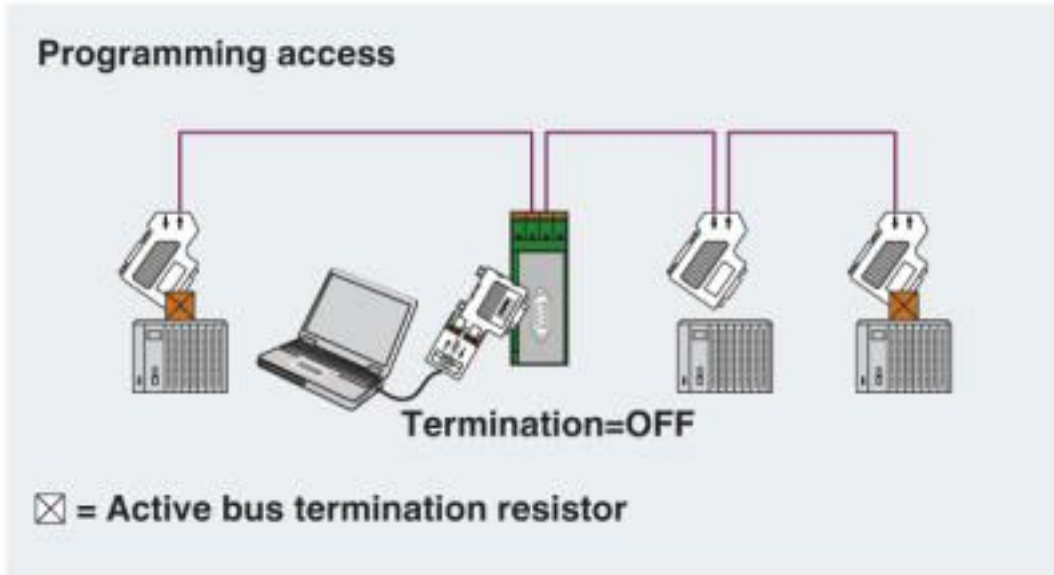 Programming access
Termination=OFF
= Active bus termination resistor